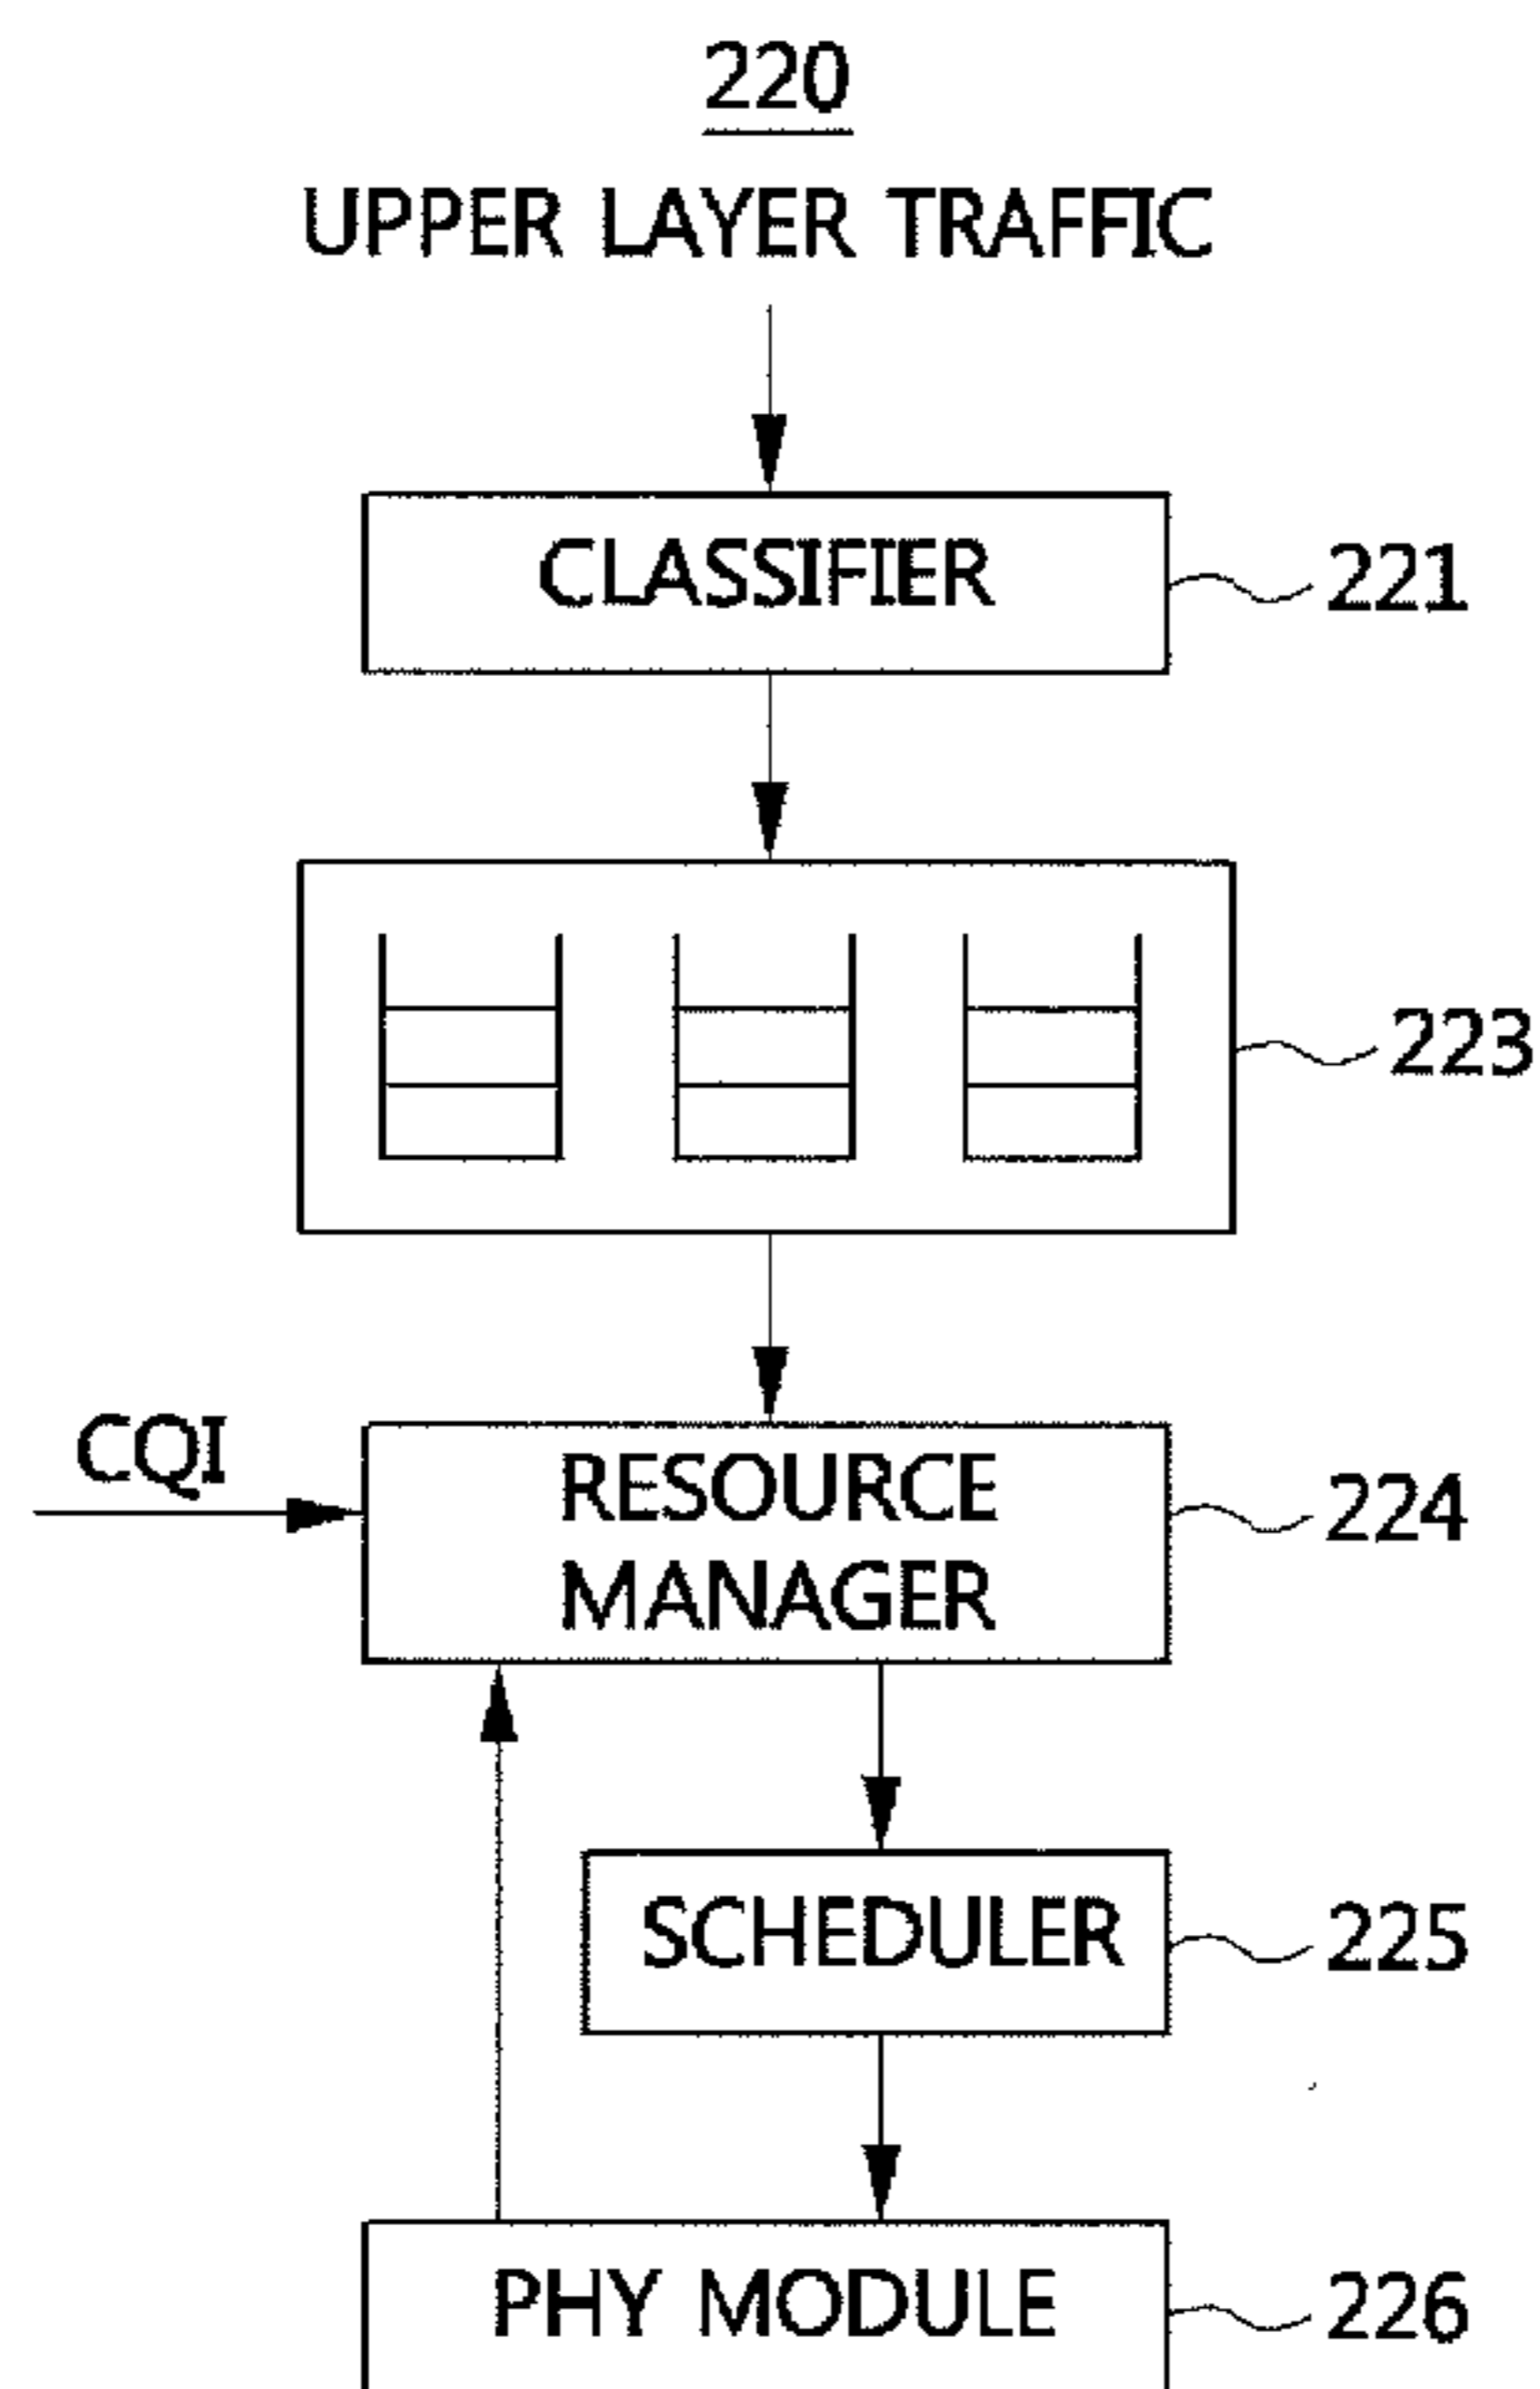 220
UPPER LAYER TRAFFIC
CLASSIFIER
221
223
CQI
RESOURCE
MANAGER
224
SCHEDULER
225
PHY MODULE
226